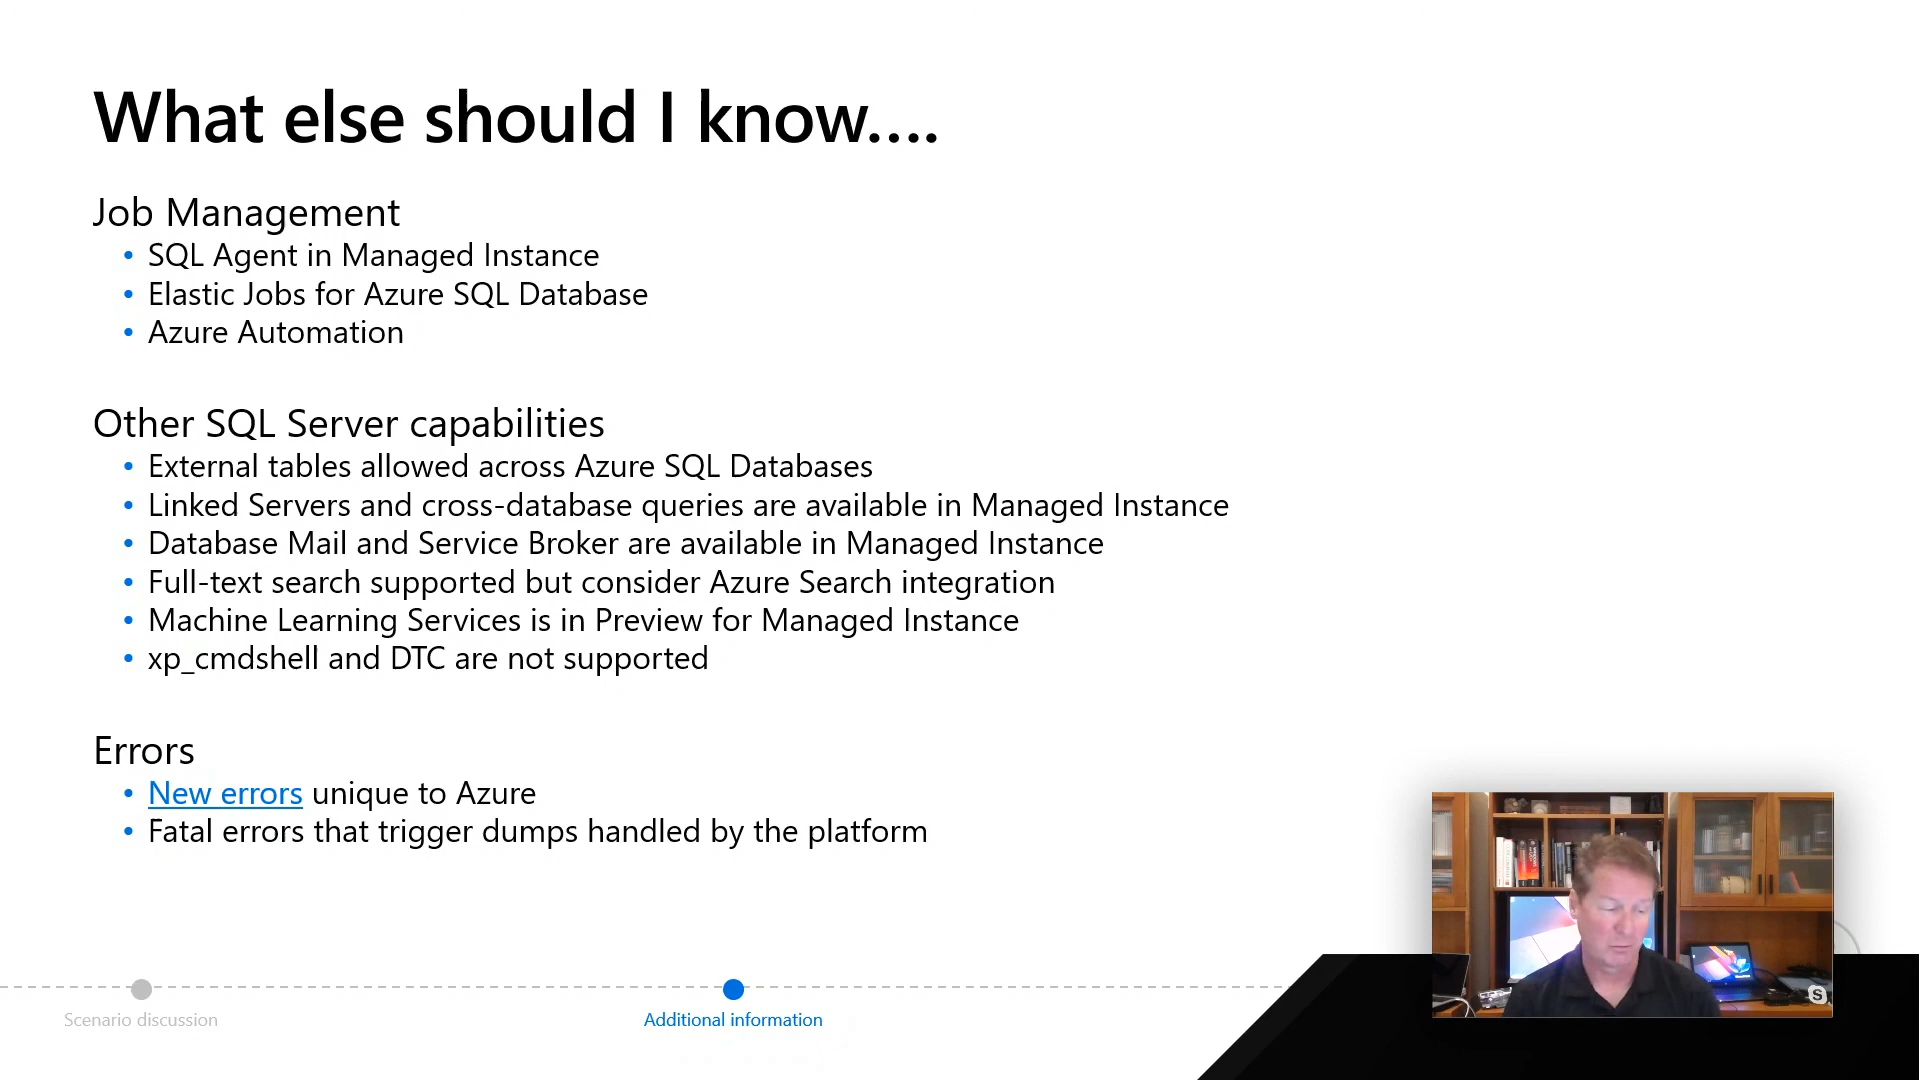 What else should I know....
Job Management
• SQL Agent in Managed Instance
• Elastic Jobs for Azure SQL Database
• Azure Automation
Other SQL Server capabilities
• External tables allowed across Azure SQL Databases
• Linked Servers and cross-database queries are available in Managed Instance
• Database Mail and Service Broker are available in Managed Instance
• Full-text search supported but consider Azure Search integration
• Machine Learning Services is in Preview for Managed Instance
• xp_cmdshell and DTC are not supported
Errors
• New errors unique to Azure
• Fatal errors that trigger dumps handled by the platform
Scenario discussion
Additional information